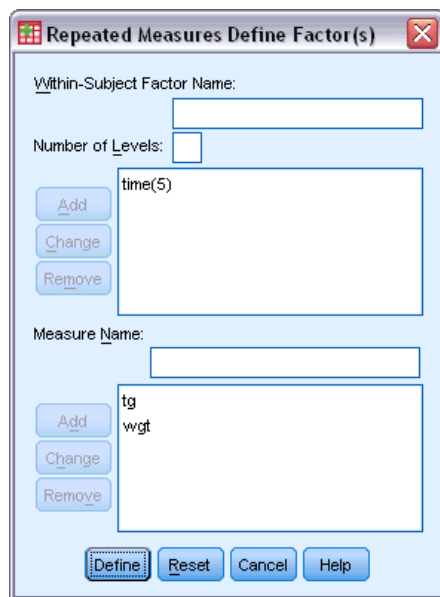 Repeated Measures Define Factor(s)
Within-Subject Factor Name:
Number of Levels:
Add
Change
Remove
time(5)
Measure Name:
Add
Change
Remove
tg
wgt
Define Reset Cancel Help